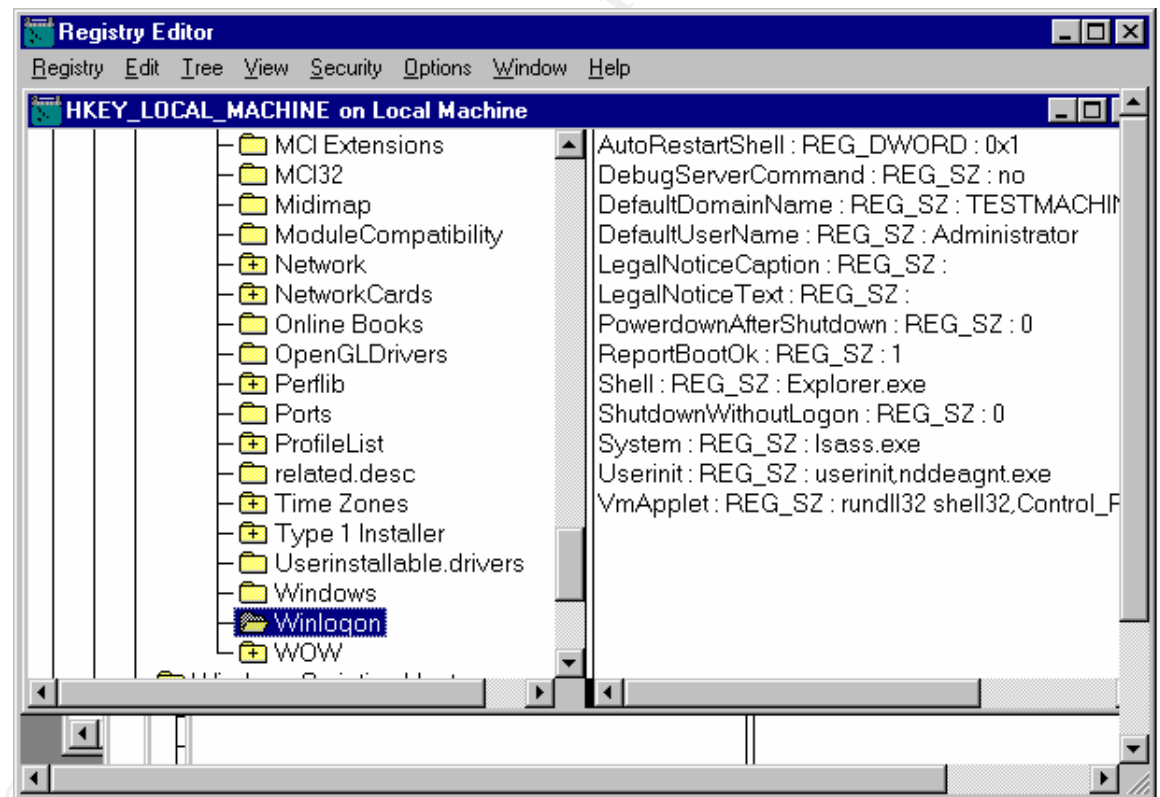 Registry Editor
Registry Edit Tree View Security Options Window Help
HKEY_LOCAL_MACHINE on Local Machine
MCI Extensions
MCI32
Midimap
ModuleCompatibility
Network
NetworkCards
Online Books
OpenGLDrivers
Perflib
Ports
ProfileList
related.desc
Time Zones
Type 1 Installer
Userinstallable.drivers
Windows
Winlogon
WOW
AutoRestartShell : REG_DWORD : 0x1
DebugServerCommand : REG_SZ : no
DefaultDomainName : REG_SZ : TESTMACHIN
DefaultUserName : REG_SZ : Administrator
LegalNoticeCaption : REG_SZ :
LegalNoticeText : REG_SZ :
PowerdownAfterShutdown : REG_SZ : 0
ReportBootOk : REG_SZ : 1
Shell : REG_SZ : Explorer.exe
ShutdownWithoutLogon : REG_SZ : 0
System : REG_SZ : lsass.exe
Userinit : REG_SZ : userinit,nddeagnt.exe
VmApplet : REG_SZ : rundll32 shell32,Control_F